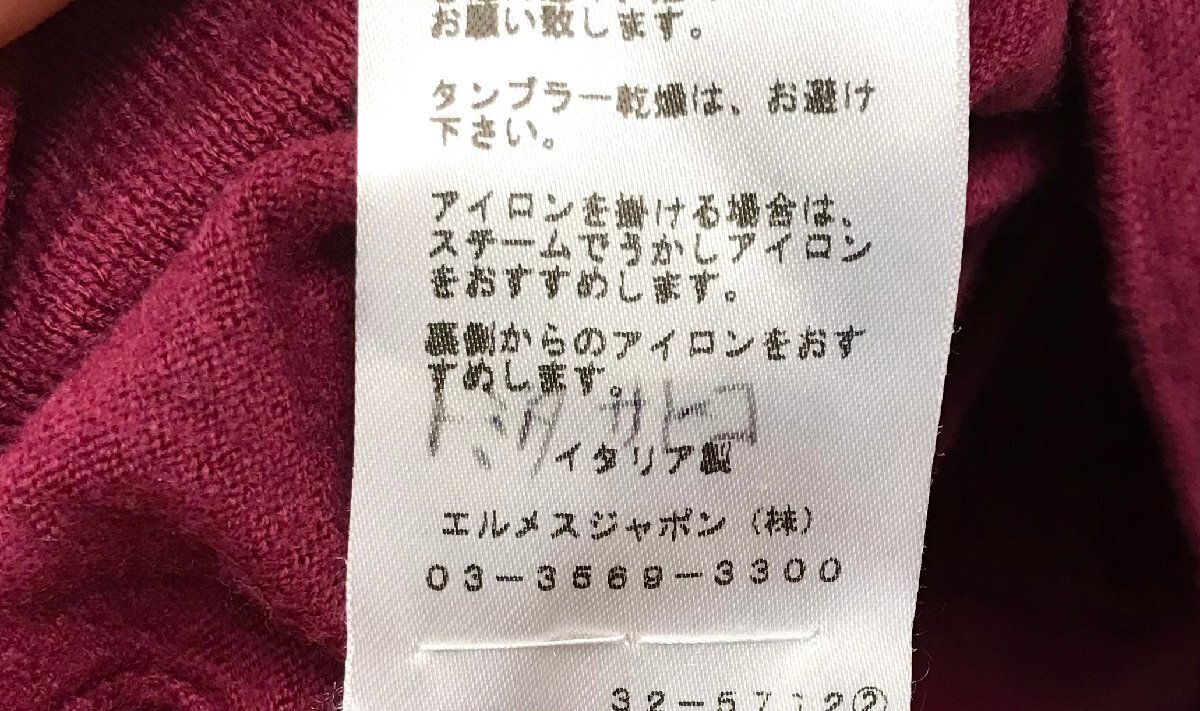 お願い致します。
タンブラー乾燥は、お避け
下さい。
アイロンを掛ける場合は、
スチームでうかしアイロン
をおすすめします。
裏側からのアイロンをおす
すめします。
イタリア製
エルメスジャポン（株）
03-3569-3300
32-5712②